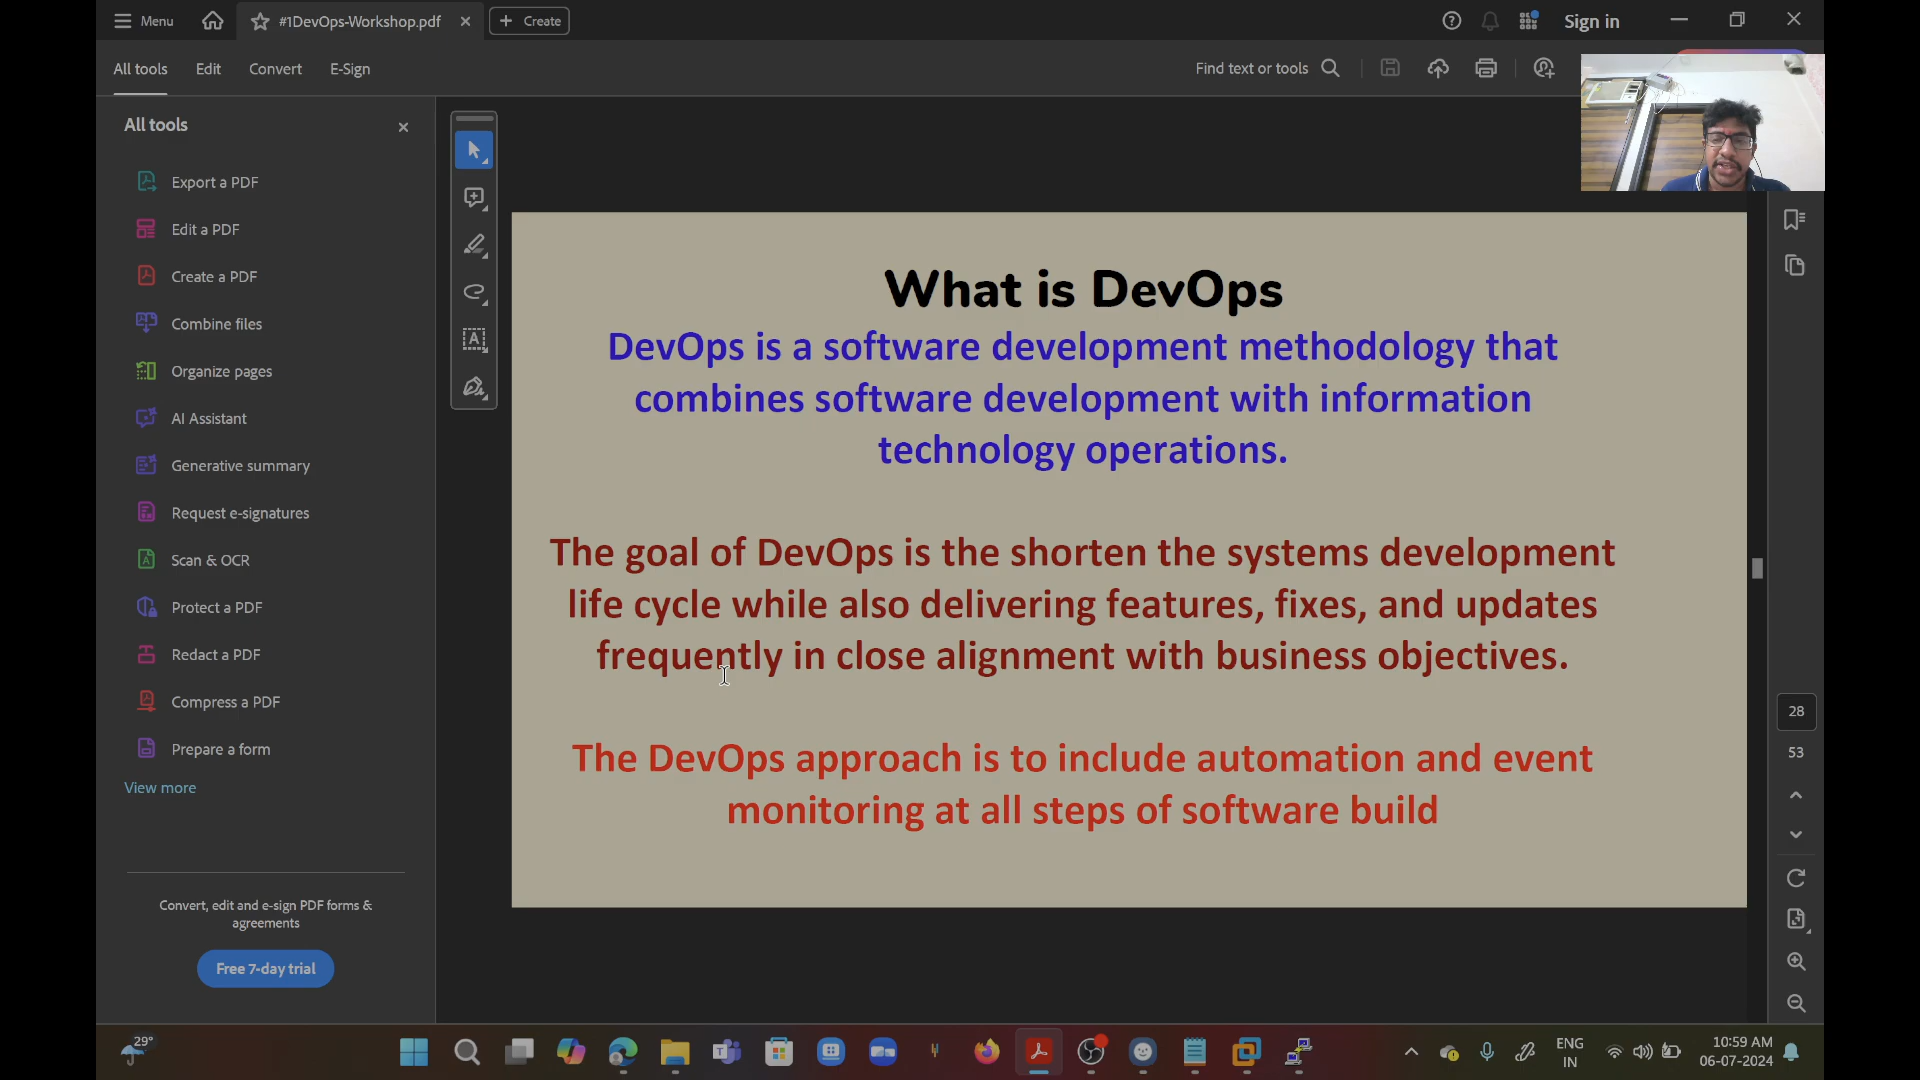 Menu
#1DevOps-Workshop.pdf
Create
Sign in
All tools
Edit
Convert
E-Sign
Find text or tools
All tools
Export a PDF
Edit a PDF
Create a PDF
Combine files
Organize pages
AI Assistant
Generative summary
Request e-signatures
Scan & OCR
Protect a PDF
Redact a PDF
Compress a PDF
Prepare a form
View more
Convert, edit and e-sign PDF forms &
agreements
Free 7-day trial
What is DevOps
DevOps is a software development methodology that
combines software development with information
technology operations.
The goal of DevOps is the shorten the systems development
life cycle while also delivering features, fixes, and updates
frequently in close alignment with business objectives.
The DevOps approach is to include automation and event
monitoring at all steps of software build
28
53
29°
ENG
IN
10:59 AM
06-07-2024